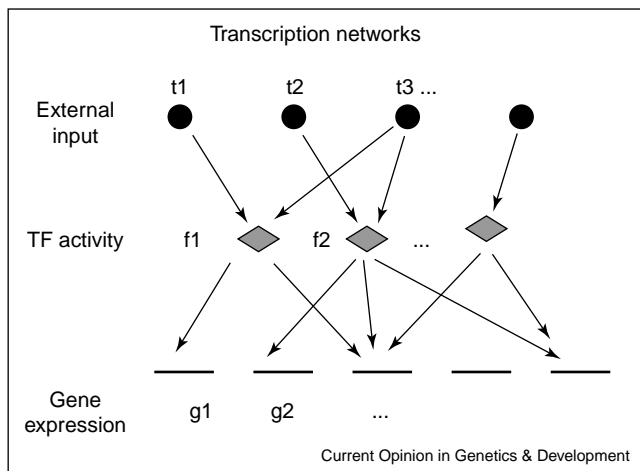 Transcription networks
t1 t2 t3 ...
External
input
TF activity f1 f2 ...
Gene
expression
g1 g2 ...
Current Opinion in Genetics & Development